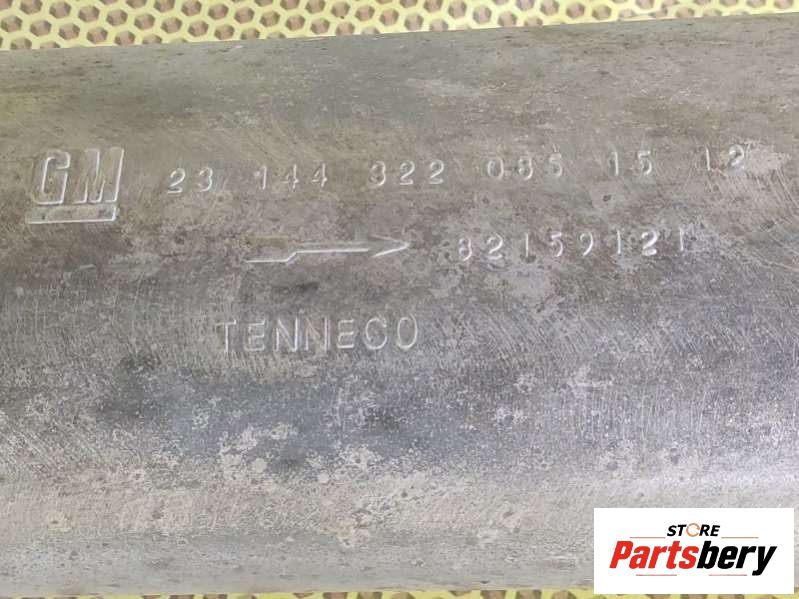 GM 23 144 322 085 15 12
82159121
TENNECO
STORE
Partsbery